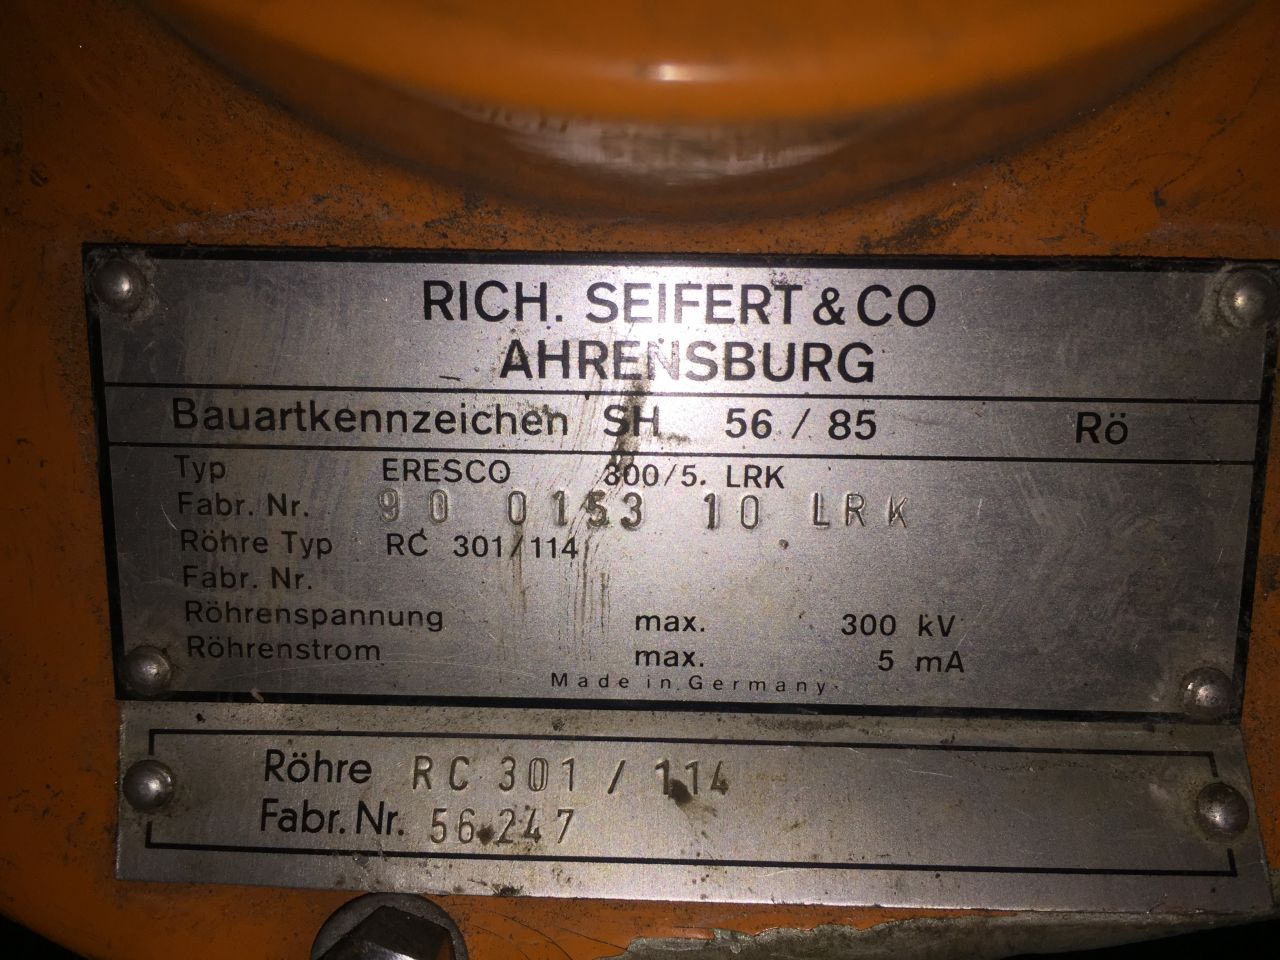 RICH. SEIFERT & CO
AHRENSBURG
Bauartkennzeichen SH 56 / 85 Rö
Typ ERESCO 300/5. LRK
Fabr. Nr. 90 0153 10 LRK
Röhre Typ RC 301/114
Fabr. Nr.
Röhrenspannung max. 300 kV
Röhrenstrom max. 5 mA
Made in Germany
Röhre RC 301 / 114
Fabr. Nr. 56 247